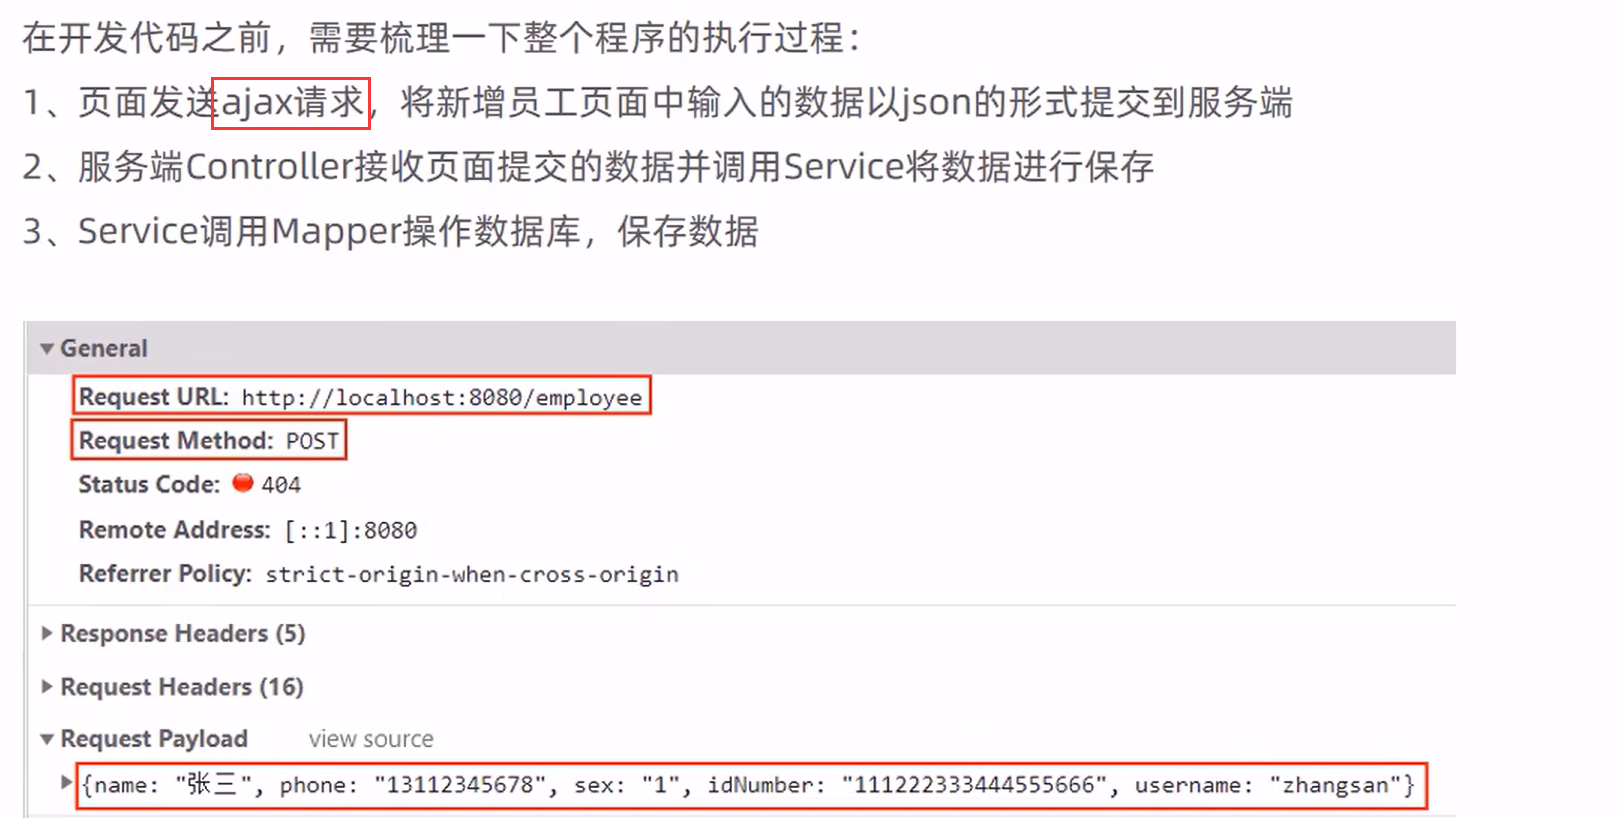 在开发代码之前，需要梳理一下整个程序的执行过程：
1、页面发送ajax请求，将新增员工页面中输入的数据以json的形式提交到服务端
2、服务端Controller接收页面提交的数据并调用Service将数据进行保存
3、Service调用Mapper操作数据库，保存数据
General
Request URL: http://localhost:8080/employee
Request Method: POST
Status Code: 404
Remote Address: [::1]:8080
Referrer Policy: strict-origin-when-cross-origin
Response Headers (5)
Request Headers (16)
Request Payload view source
{name: "张三", phone: "13112345678", sex: "1", idNumber: "111222333444555666", username: "zhangsan"}